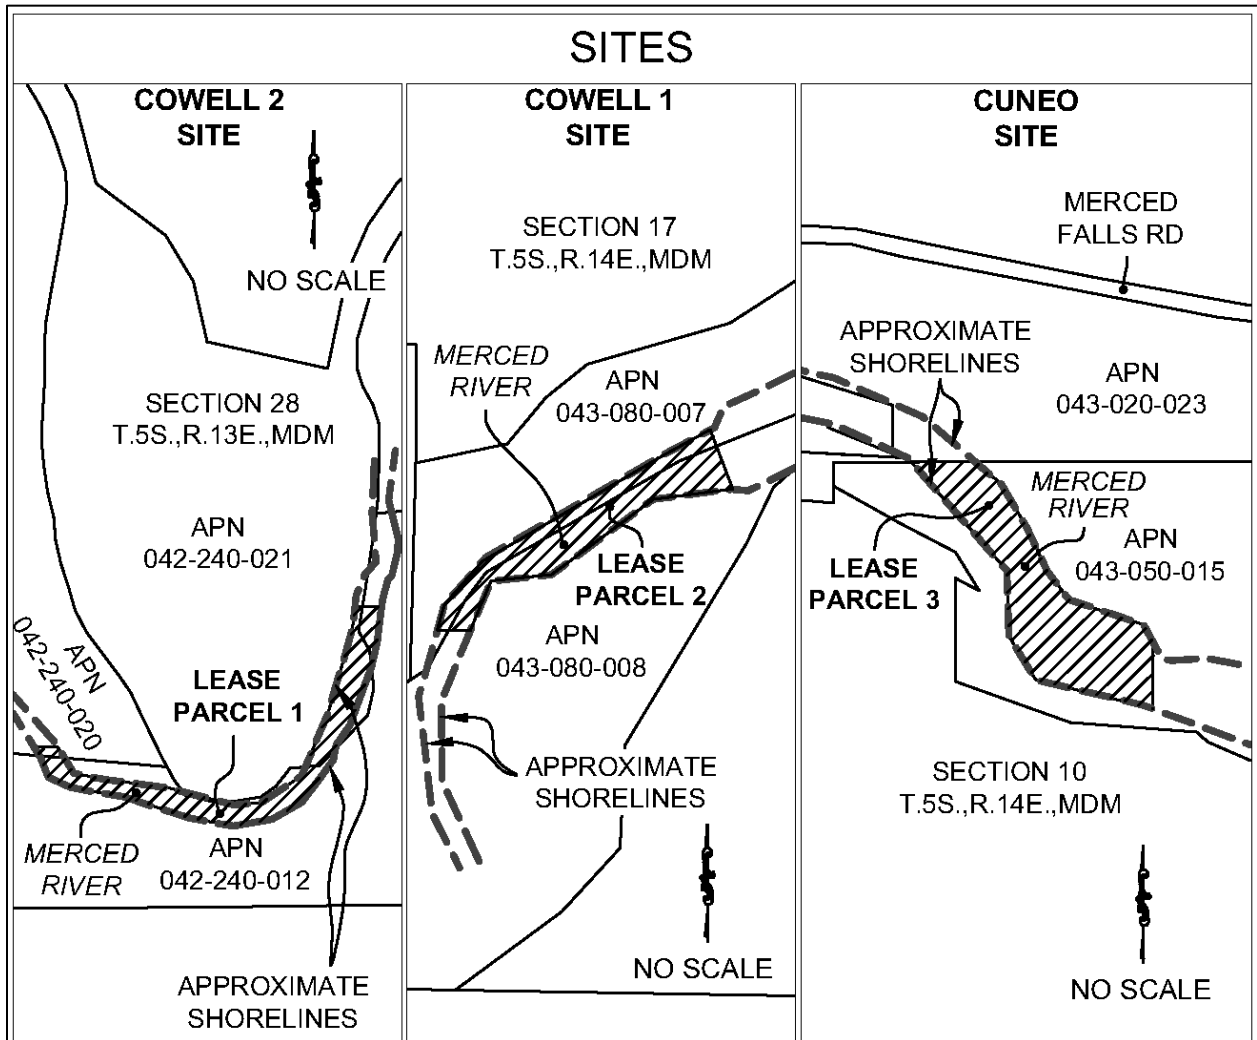 SITES
COWELL 2
SITE
NO SCALE
SECTION 28
T.5S.,R.13E.,MDM
APN
042-240-021
APN
042-240-020
LEASE
PARCEL 1
MERCED
RIVER
APN
042-240-012
APPROXIMATE
SHORELINES
COWELL 1
SITE
SECTION 17
T.5S.,R.14E.,MDM
MERCED
RIVER
APN
043-080-007
LEASE
PARCEL 2
APN
043-080-008
APPROXIMATE
SHORELINES
NO SCALE
CUNEO
SITE
MERCED
FALLS RD
APPROXIMATE
SHORELINES
APN
043-020-023
MERCED
RIVER
APN
043-050-015
LEASE
PARCEL 3
SECTION 10
T.5S.,R.14E.,MDM
NO SCALE